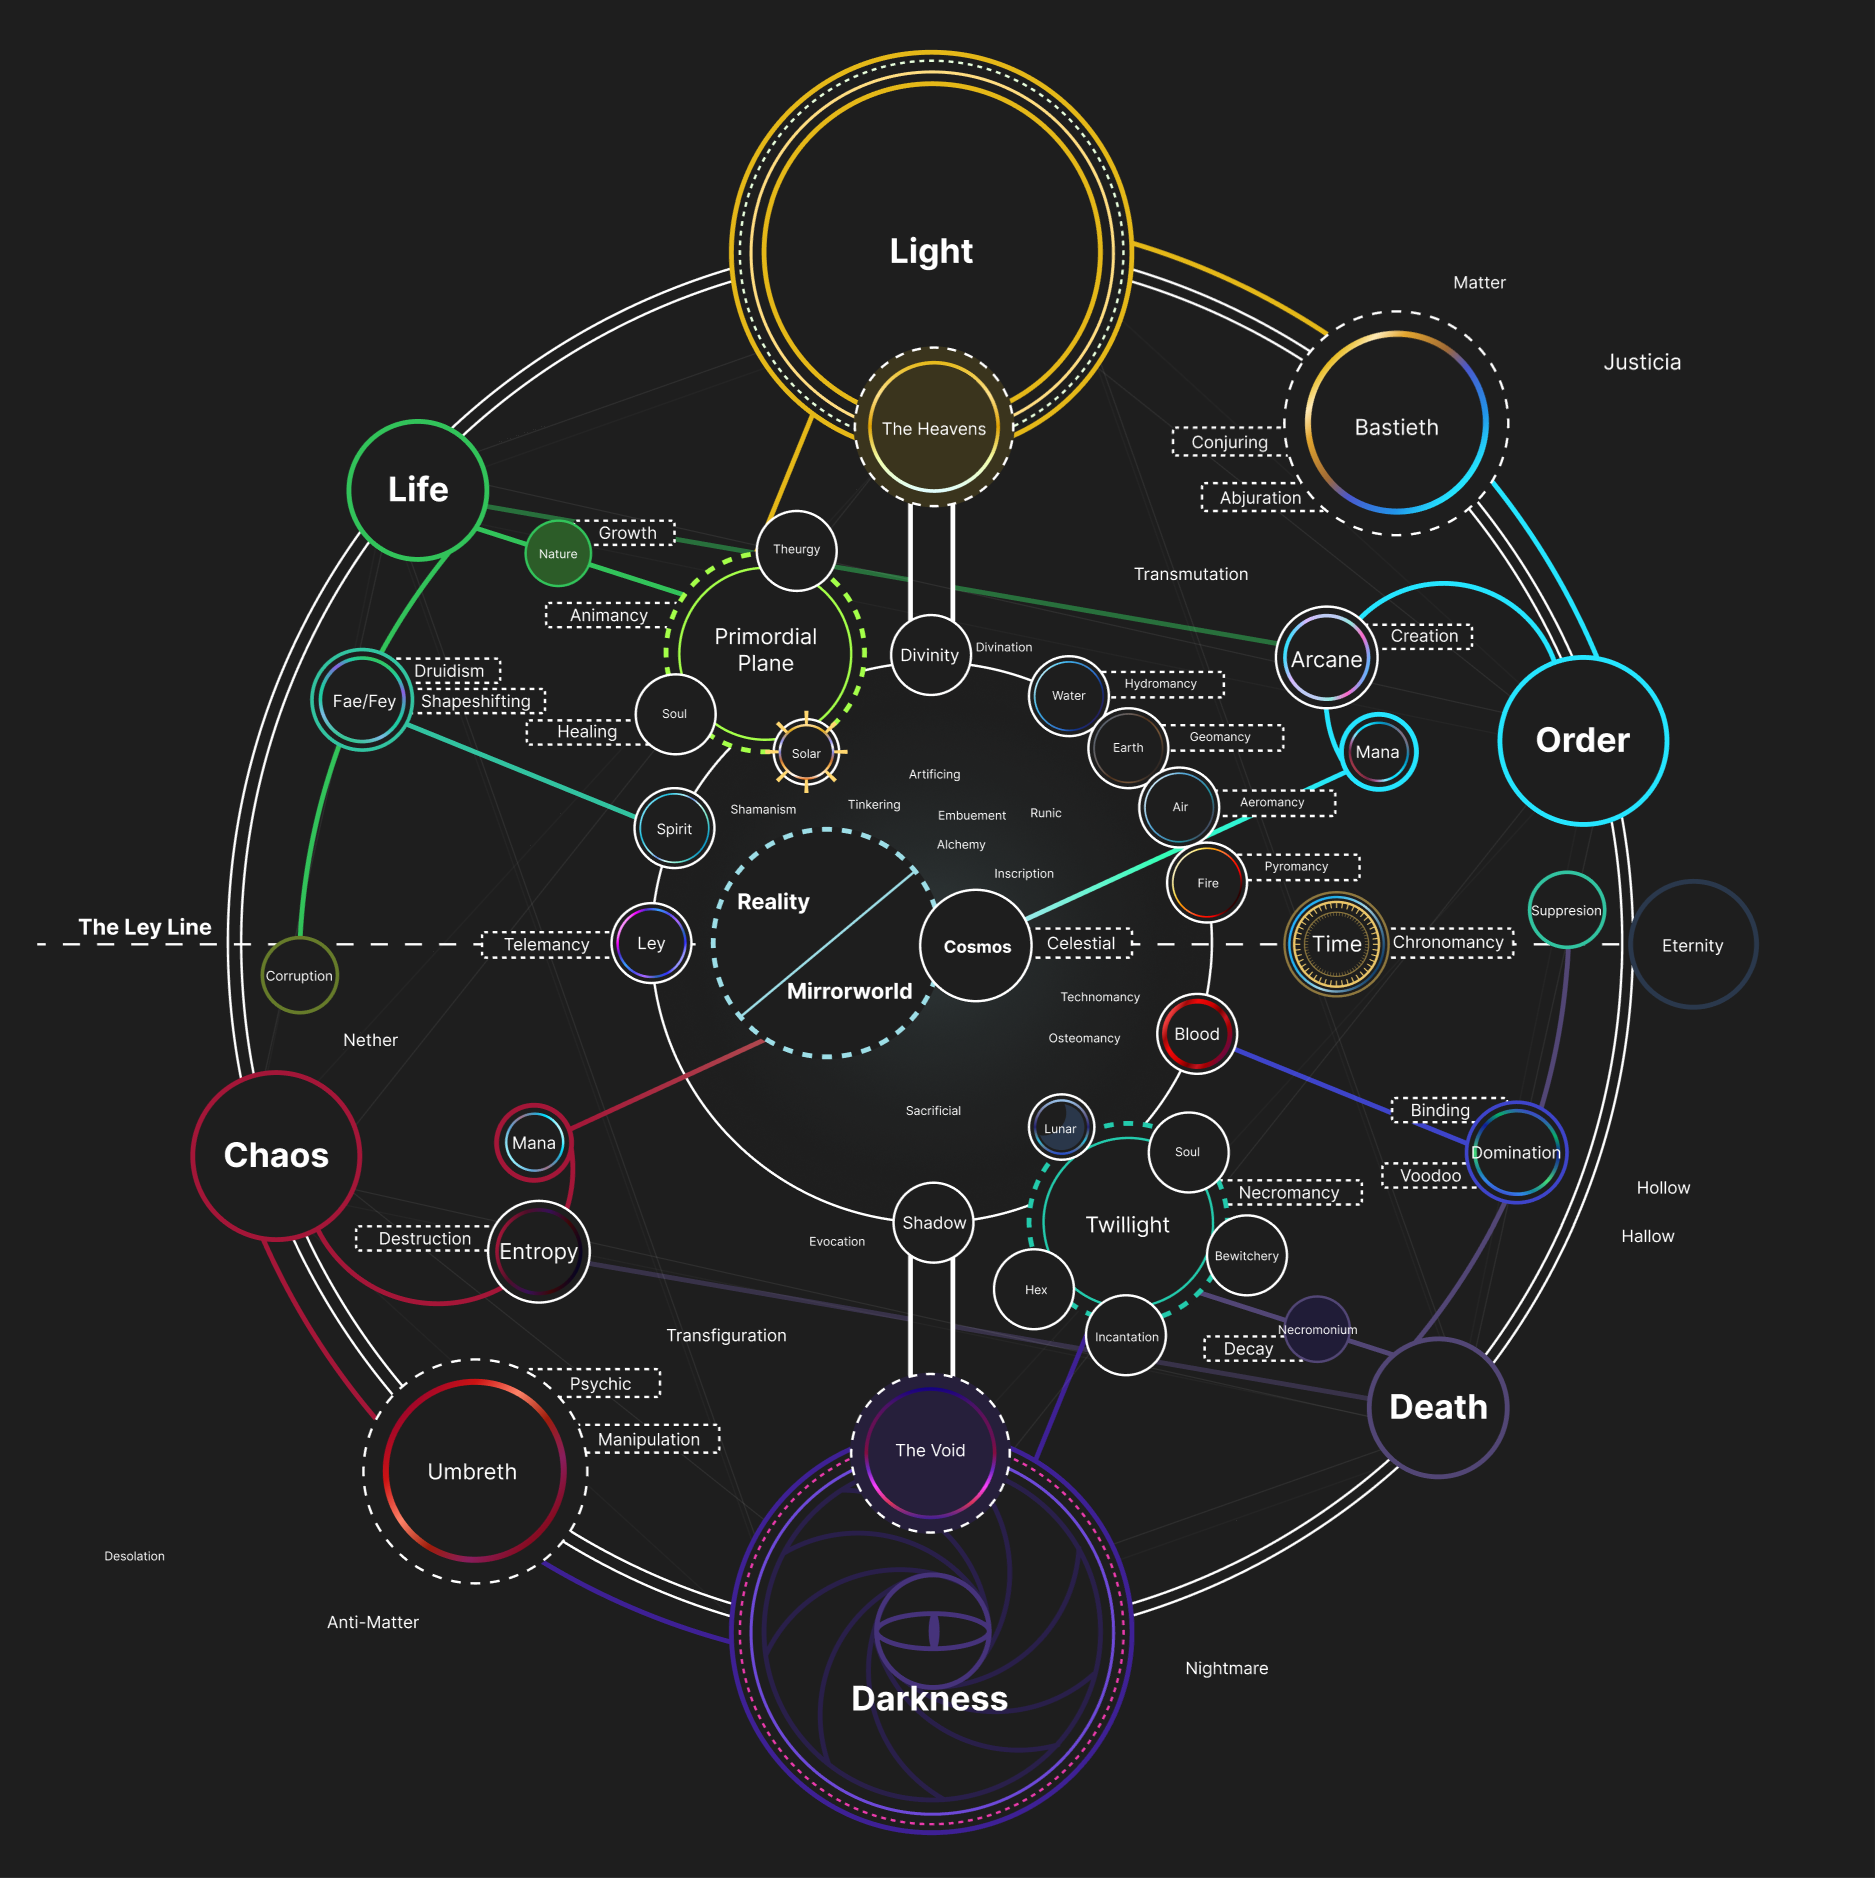 Light
Matter
Justicia
The Heavens
Bastieth
Conjuring
Abjuration
Life
Growth
Nature
Theurgy
Transmutation
Animancy
Primordial
Plane
Divinity
Divination
Arcane
Creation
Druidism
Fae/Fey
Shapeshifting
Healing
Soul
Solar
Water
Hydromancy
Earth
Geomancy
Mana
Order
Artificing
Shamanism
Tinkering
Embuement
Runic
Air
Aeromancy
Spirit
Alchemy
Inscription
Fire
Pyromancy
Reality
Mirrorworld
The Ley Line
Telemancy
Ley
Cosmos
Celestial
Time
Chronomancy
Suppresion
Eternity
Corruption
Nether
Technomancy
Osteomancy
Blood
Sacrificial
Lunar
Soul
Binding
Domination
Voodoo
Chaos
Mana
Destruction
Entropy
Evocation
Shadow
Twillight
Necromancy
Bewitchery
Hex
Incantation
Necromonium
Decay
Hollow
Hallow
Transfiguration
Psychic
Manipulation
Umbreth
The Void
Death
Desolation
Anti-Matter
Darkness
Nightmare